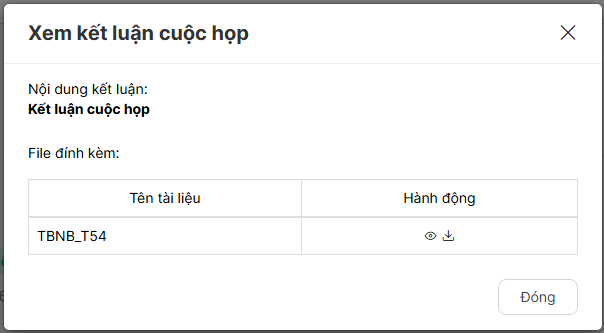 Xem kết luận cuộc họp
Nội dung kết luận:
Kết luận cuộc họp
File đính kèm:
Tên tài liệu Hành động
TBNB_T54
Đóng